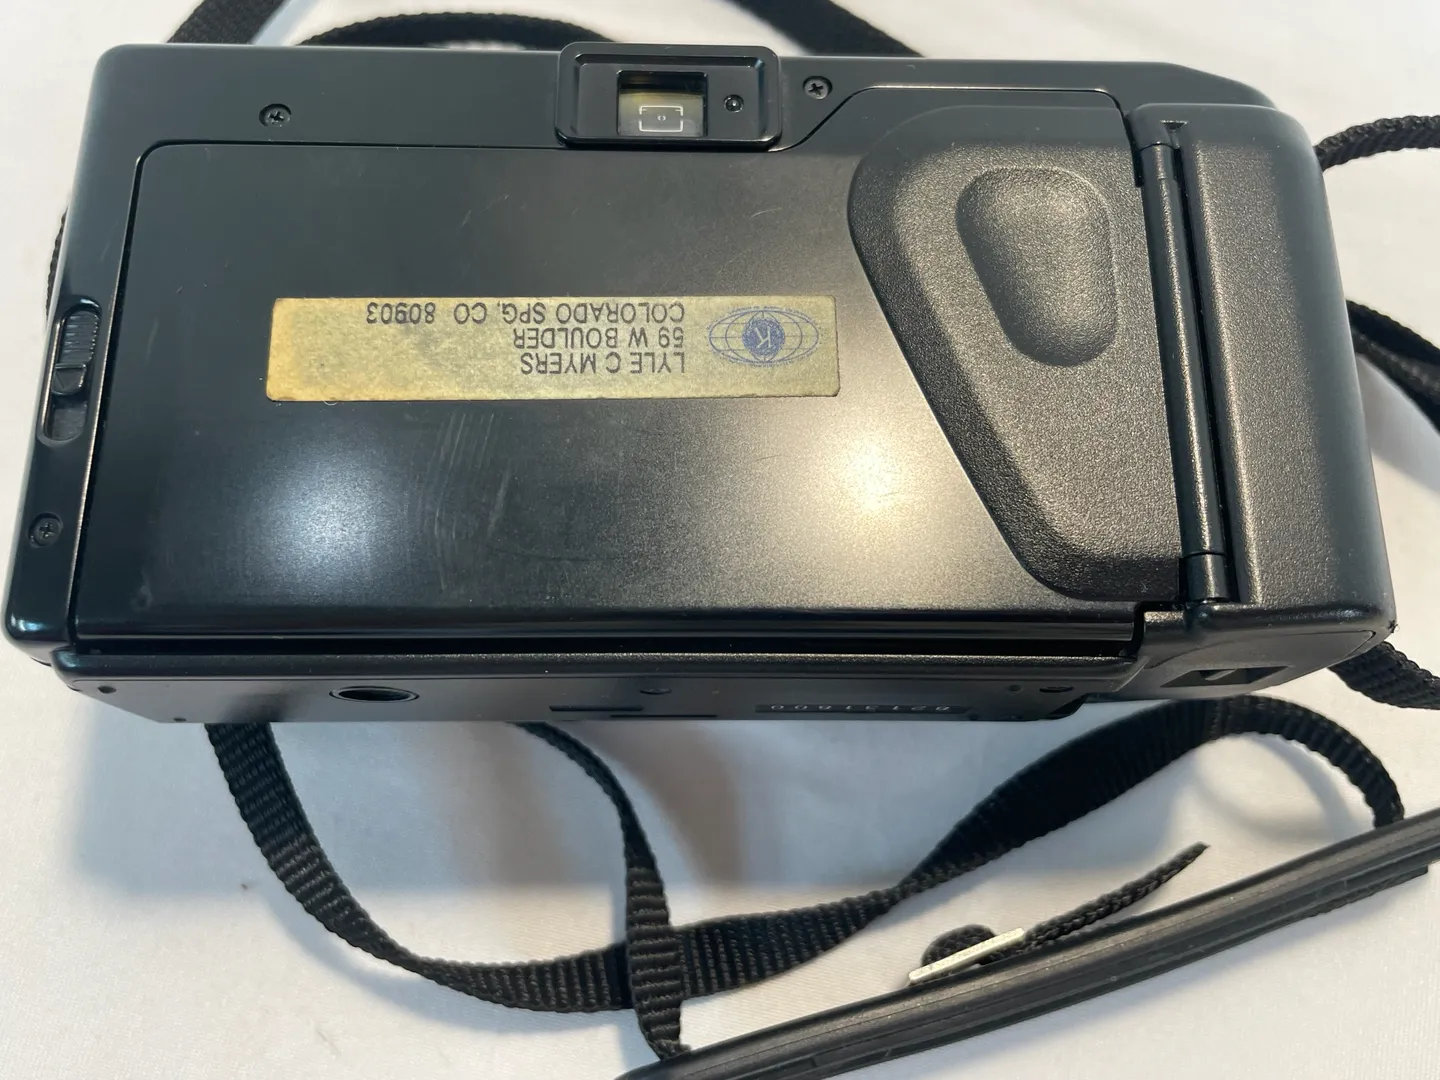 LYLE C MYERS
59 W BOULDER
COLORADO SPG, CO 80903
K